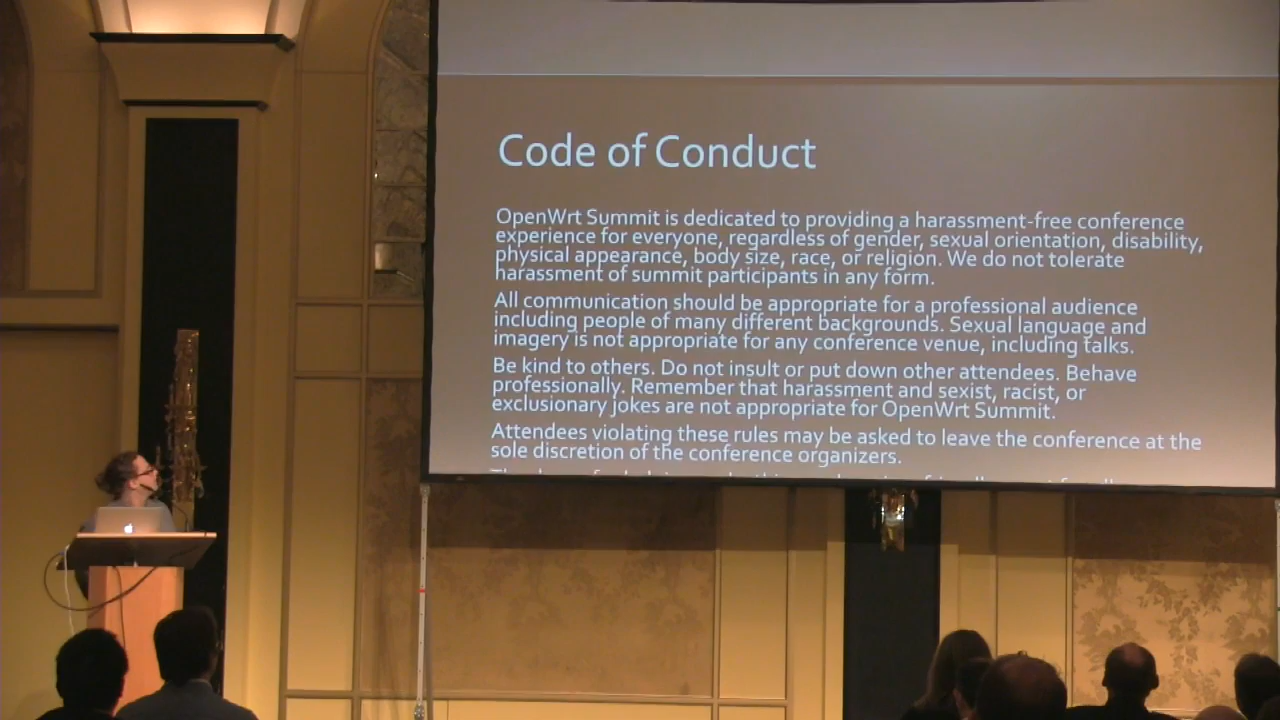 Code of Conduct
OpenWrt Summit is dedicated to providing a harassment-free conference
experience for everyone, regardless of gender, sexual orientation, disability,
physical appearance, body size, race, or religion. We do not tolerate
harassment of summit participants in any form.
All communication should be appropriate for a professional audience
including people of many different backgrounds. Sexual language and
imagery is not appropriate for any conference venue, including talks.
Be kind to others. Do not insult or put down other attendees. Behave
professionally. Remember that harassment and sexist, racist, or
exclusionary jokes are not appropriate for OpenWrt Summit.
Attendees violating these rules may be asked to leave the conference at the
sole discretion of the conference organizers.